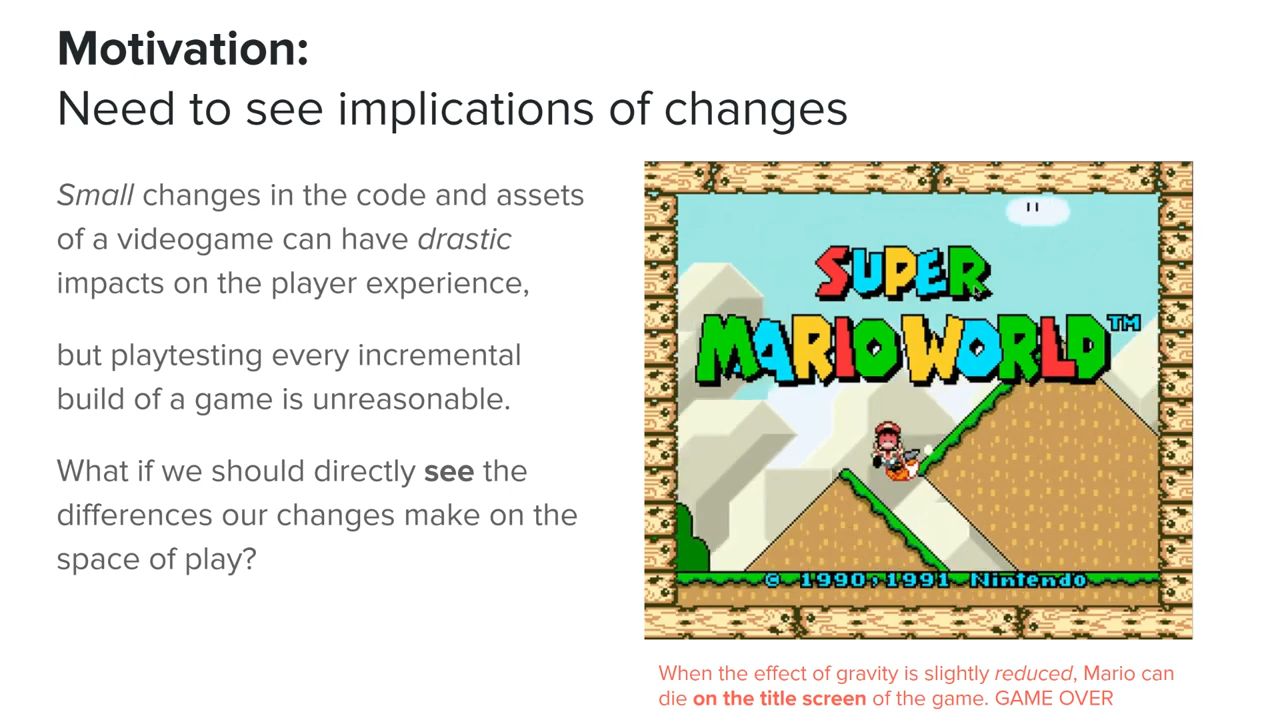 Motivation:
Need to see implications of changes
Small changes in the code and assets
of a videogame can have drastic
impacts on the player experience,
but playtesting every incremental
build of a game is unreasonable.
What if we should directly see the
differences our changes make on the
space of play?
SUPER
MARIO WORLD™
© 1990,1991 Nintendo
When the effect of gravity is slightly reduced, Mario can
die on the title screen of the game. GAME OVER